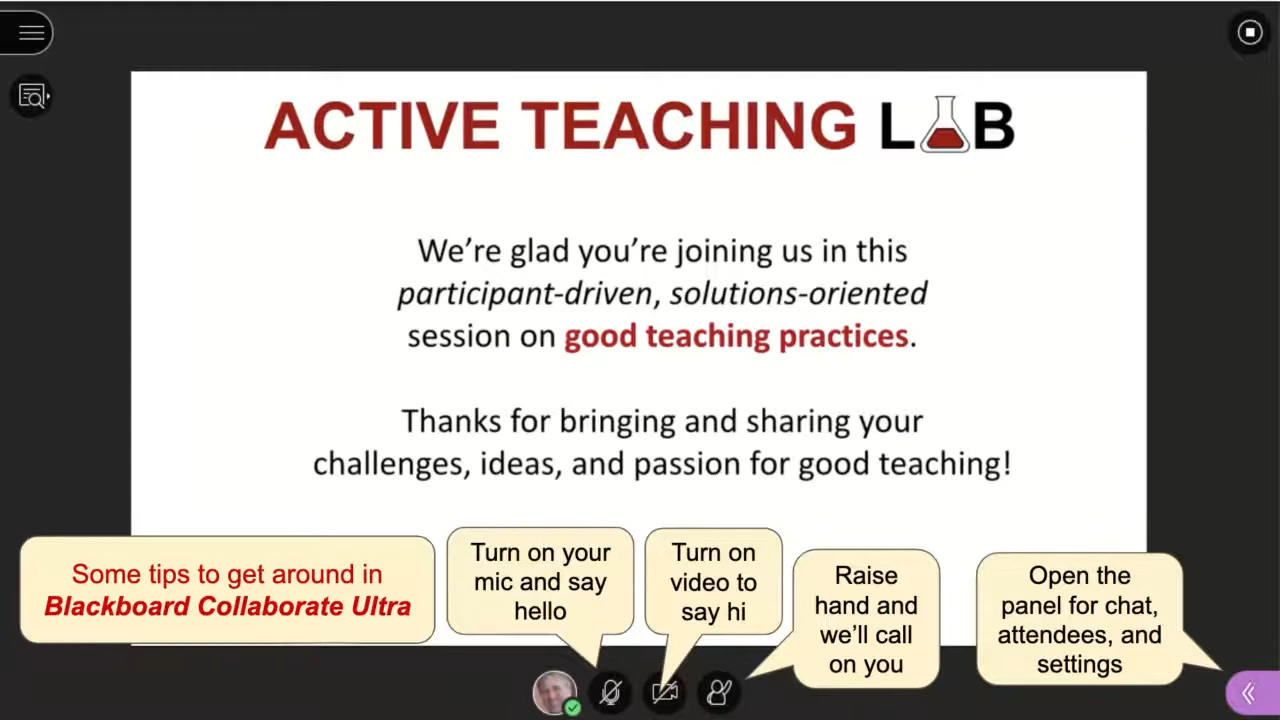 ACTIVE TEACHING LAB
We’re glad you’re joining us in this
participant-driven, solutions-oriented
session on good teaching practices.
Thanks for bringing and sharing your
challenges, ideas, and passion for good teaching!
Some tips to get around in
Blackboard Collaborate Ultra
Turn on your
mic and say
hello
Turn on
video to
say hi
Raise
hand and
we’ll call
on you
Open the
panel for chat,
attendees, and
settings